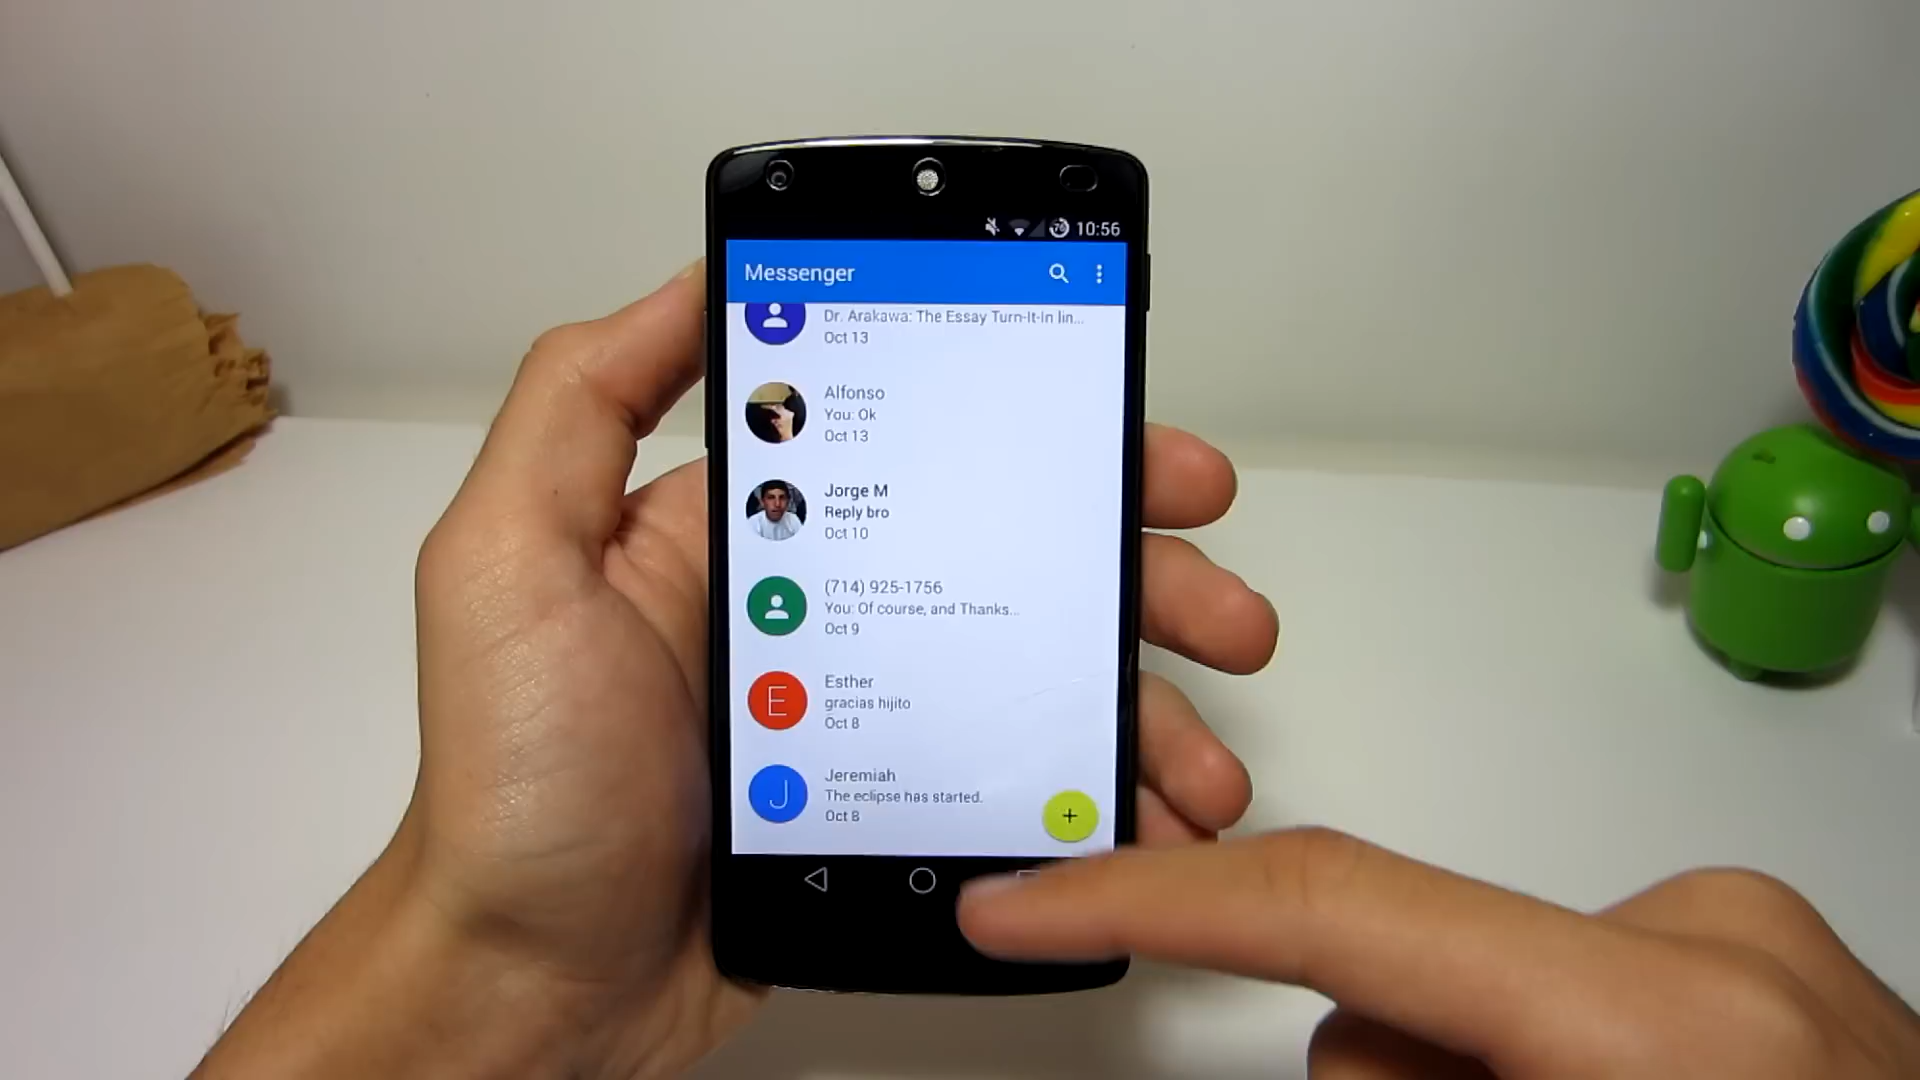 76 10:56
Messenger
Dr. Arakawa: The Essay Turn-It-In lin...
Oct 13
Alfonso
You: Ok
Oct 13
Jorge M
Reply bro
Oct 10
(714) 925-1756
You: Of course, and Thanks...
Oct 9
E
Esther
gracias hijito
Oct 8
J
Jeremiah
The eclipse has started.
Oct 8
+